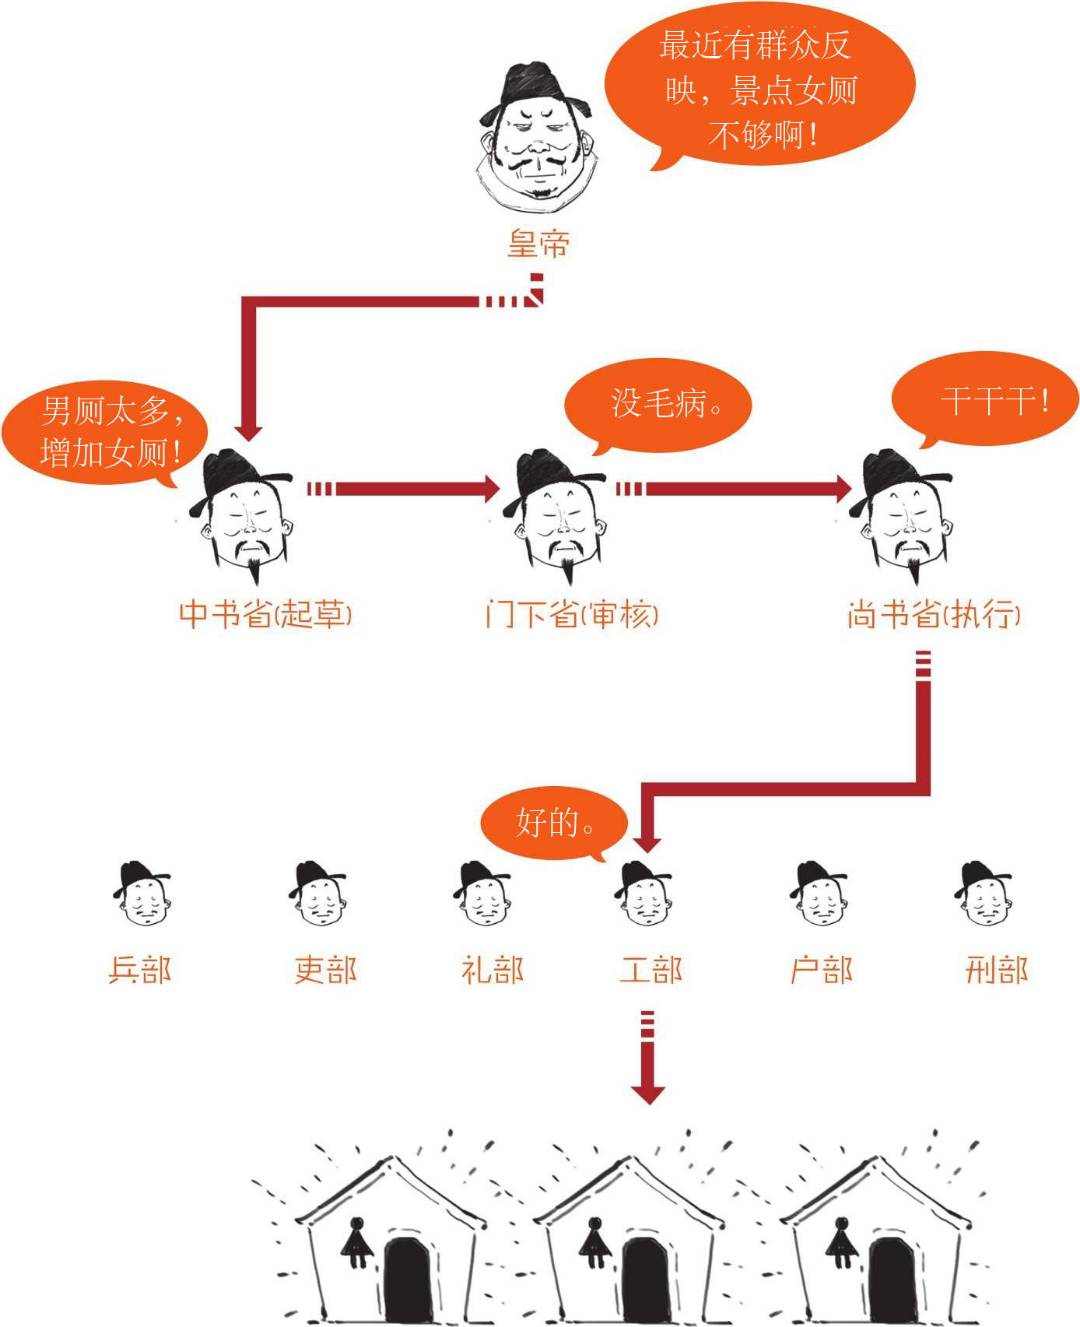 最近有群众反
映，景点女厕
不够啊！
皇帝
男厕太多，
增加女厕！
没毛病。
干干干！
中书省(起草)
门下省(审核)
尚书省(执行)
好的。
兵部
吏部
礼部
工部
户部
刑部